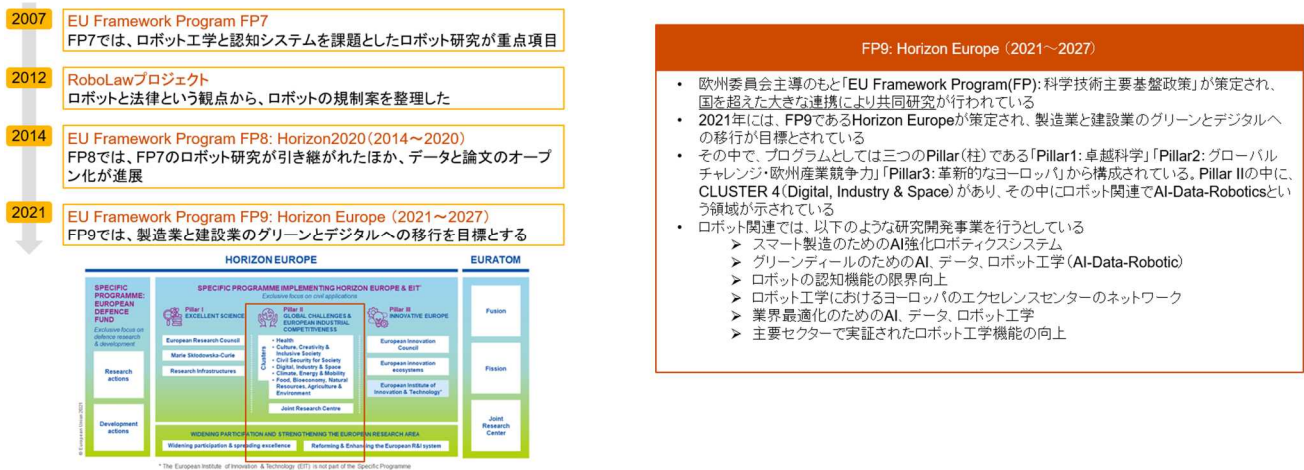 2007
EU Framework Program FP7
FP7では、ロボット工学と認知システムを課題としたロボット研究が重点項目
2012
RoboLawプロジェクト
ロボットと法律という観点から、ロボットの規制案を整理した
2014
EU Framework Program FP8: Horizon2020（2014～2020）
FP8では、FP7のロボット研究が引き継がれたほか、データと論文のオープ
ン化が進展
2021
EU Framework Program FP9: Horizon Europe （2021～2027）
FP9では、製造業と建設業のグリーンとデジタルへの移行を目標とする
HORIZON EUROPE
EURATOM
SPECIFIC
PROGRAMME:
EUROPEAN
DEFENCE
FUND
Exclusive focus on
defence research
& development
Research
actions
Development
actions
SPECIFIC PROGRAMME IMPLEMENTING HORIZON EUROPE & EIT*
Exclusive focus on civil applications
Pillar I
EXCELLENT SCIENCE
European Research Council
Marie Skłodowska-Curie
Research Infrastructures
Pillar II
GLOBAL CHALLENGES &
EUROPEAN INDUSTRIAL
COMPETITIVENESS
Clusters
• Health
• Culture, Creativity &
Inclusive Society
• Civil Security for Society
• Digital, Industry & Space
• Climate, Energy & Mobility
• Food, Bioeconomy, Natural
Resources, Agriculture &
Environment
Joint Research Centre
Pillar III
INNOVATIVE EUROPE
European Innovation
Council
European innovation
ecosystems
European Institute of
Innovation & Technology*
WIDENING PARTICIPATION AND STRENGTHENING THE EUROPEAN RESEARCH AREA
Widening participation & spreading excellence
Reforming & Enhancing the European R&I system
Fusion
Fission
Joint
Research
Center
© European Union 2021
* The European Institute of Innovation & Technology (EIT) is not part of the Specific Programme
FP9: Horizon Europe （2021～2027）
• 欧州委員会主導のもと「EU Framework Program(FP)：科学技術主要基盤政策」が策定され、
国を超えた大きな連携により共同研究が行われている
• 2021年には、FP9であるHorizon Europeが策定され、製造業と建設業のグリーンとデジタルへ
の移行が目標とされている
• その中で、プログラムとしては三つのPillar（柱）である「Pillar1：卓越科学」「Pillar2：グローバル
チャレンジ・欧州産業競争力」「Pillar3：革新的なヨーロッパ」から構成されている。Pillar IIの中に、
CLUSTER 4（Digital, Industry & Space）があり、その中にロボット関連でAI-Data-Roboticsとい
う領域が示されている
• ロボット関連では、以下のような研究開発事業を行うとしている
➢ スマート製造のためのAI強化ロボティクスシステム
➢ グリーンディールのためのAI、データ、ロボット工学（AI-Data-Robotic）
➢ ロボットの認知機能の限界向上
➢ ロボット工学におけるヨーロッパのエクセレンスセンターのネットワーク
➢ 業界最適化のためのAI、データ、ロボット工学
➢ 主要セクターで実証されたロボット工学機能の向上